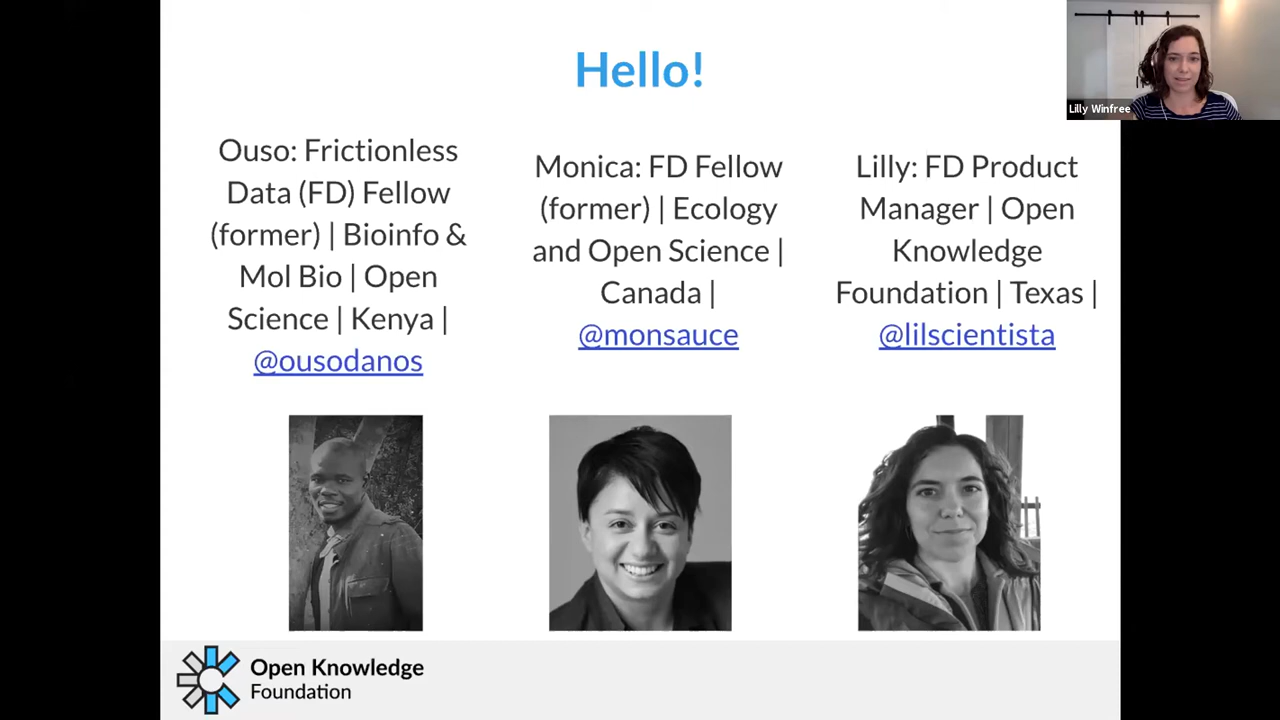 Hello!
Lilly Winfree
Ouso: Frictionless
Data (FD) Fellow
(former) | Bioinfo &
Mol Bio | Open
Science | Kenya |
@ousodanos
Monica: FD Fellow
(former) | Ecology
and Open Science |
Canada |
@monsauce
Lilly: FD Product
Manager | Open
Knowledge
Foundation | Texas |
@lilscientista
Open Knowledge
Foundation